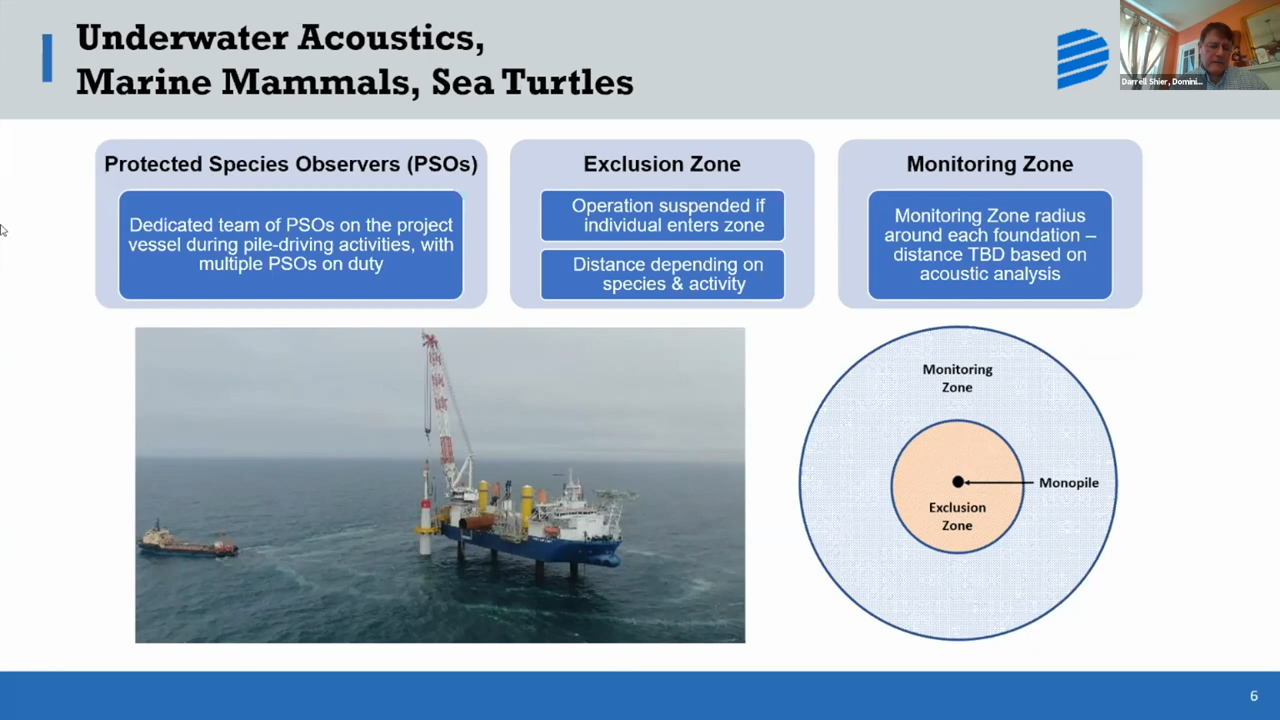 Underwater Acoustics,
Marine Mammals, Sea Turtles
Darrell Shier, Domini...
Protected Species Observers (PSOs)
Dedicated team of PSOs on the project
vessel during pile-driving activities, with
multiple PSOs on duty
Exclusion Zone
Operation suspended if
individual enters zone
Distance depending on
species & activity
Monitoring Zone
Monitoring Zone radius
around each foundation –
distance TBD based on
acoustic analysis
Monitoring
Zone
Monopile
Exclusion
Zone
6